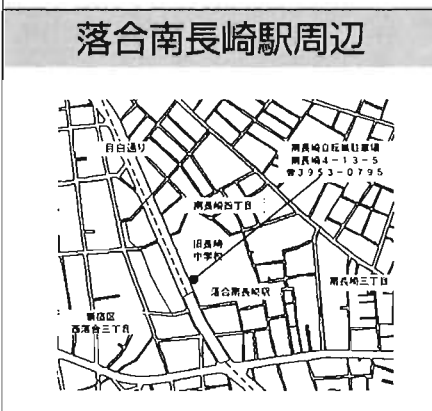 落合南長崎駅周辺
目白通り
南長崎自転車駐車場
南長崎4-13-5
☎3953-0795
南長崎四丁目
旧長崎
中学校
落合南長崎駅
南長崎三丁目
新宿区
西落合三丁目